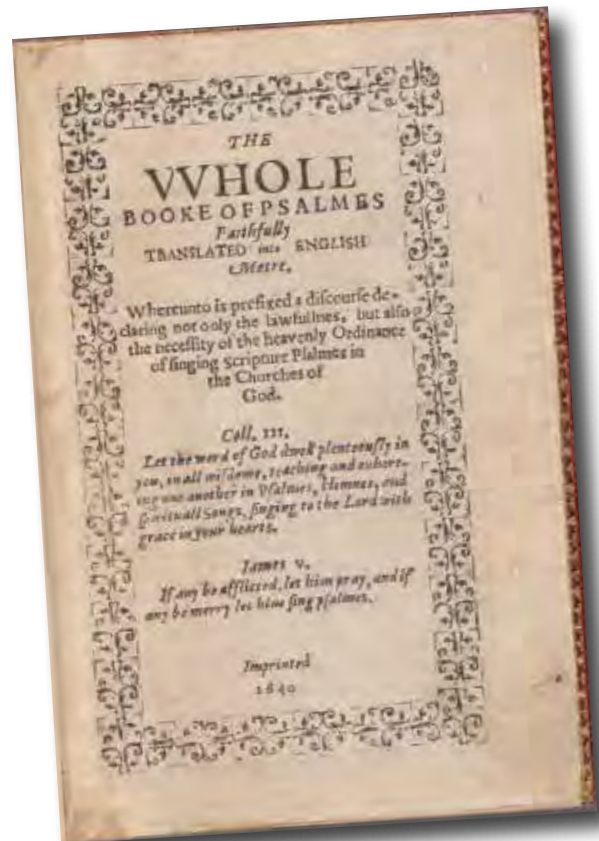 THE
VVHOLE
BOOKE OF PSALMES
Faithfully
TRANSLATED into ENGLISH
Metre.
Whereunto is prefixed a discourse de-
claring not only the lawfullnes, but also
the necessity of the heavenly Ordinance
of singing Scripture Psalmes in
the Churches of
God.
Coll. III.
Let the word of God dwell plenteously in
you, in all wisdome, teaching and exhort-
ing one another in Psalmes, Himnes, and
spirituall Songs, singing to the Lord with
grace in your hearts.
Iames V.
If any be afflicted, let him pray, and if
any be merry let him sing psalmes.
Imprinted
1640